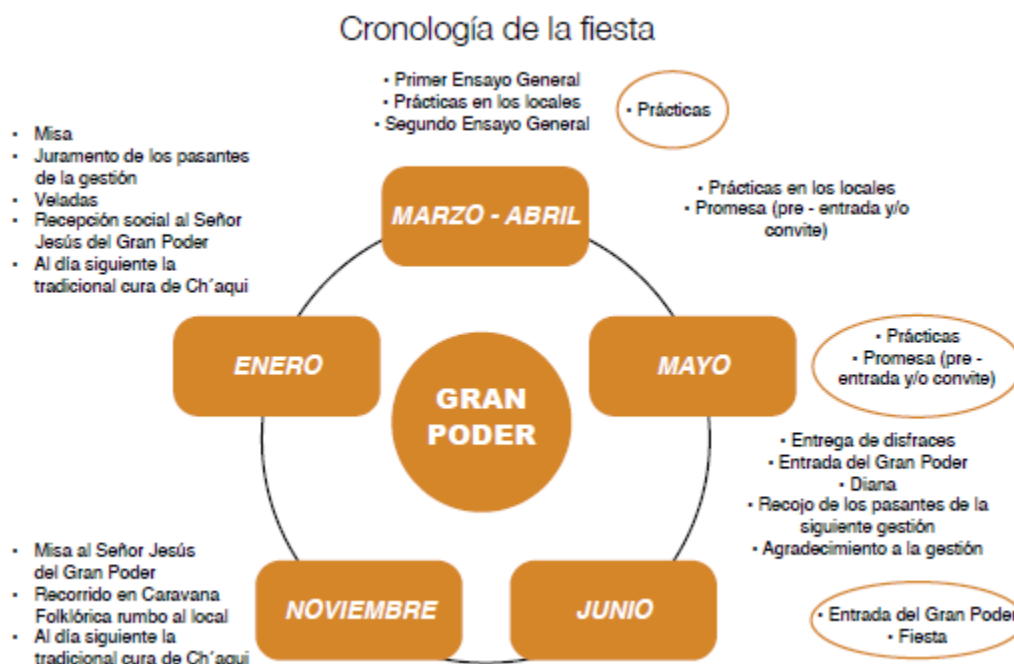 Cronología de la fiesta
• Primer Ensayo General
• Prácticas en los locales
• Segundo Ensayo General
• Prácticas
• Misa
• Juramento de los pasantes
de la gestión
• Veladas
• Recepción social al Señor
Jesús del Gran Poder
• Al día siguiente la
tradicional cura de Ch´aqui
MARZO - ABRIL
• Prácticas en los locales
• Promesa (pre - entrada y/o
convite)
ENERO
MAYO
• Prácticas
• Promesa (pre -
entrada y/o convite)
GRAN
PODER
• Entrega de disfraces
• Entrada del Gran Poder
• Diana
• Recojo de los pasantes de la
siguiente gestión
• Agradecimiento a la gestión
• Misa al Señor Jesús
del Gran Poder
• Recorrido en Caravana
Folklórica rumbo al local
• Al día siguiente la
tradicional cura de Ch´aqui
NOVIEMBRE
JUNIO
• Entrada del Gran Poder
• Fiesta